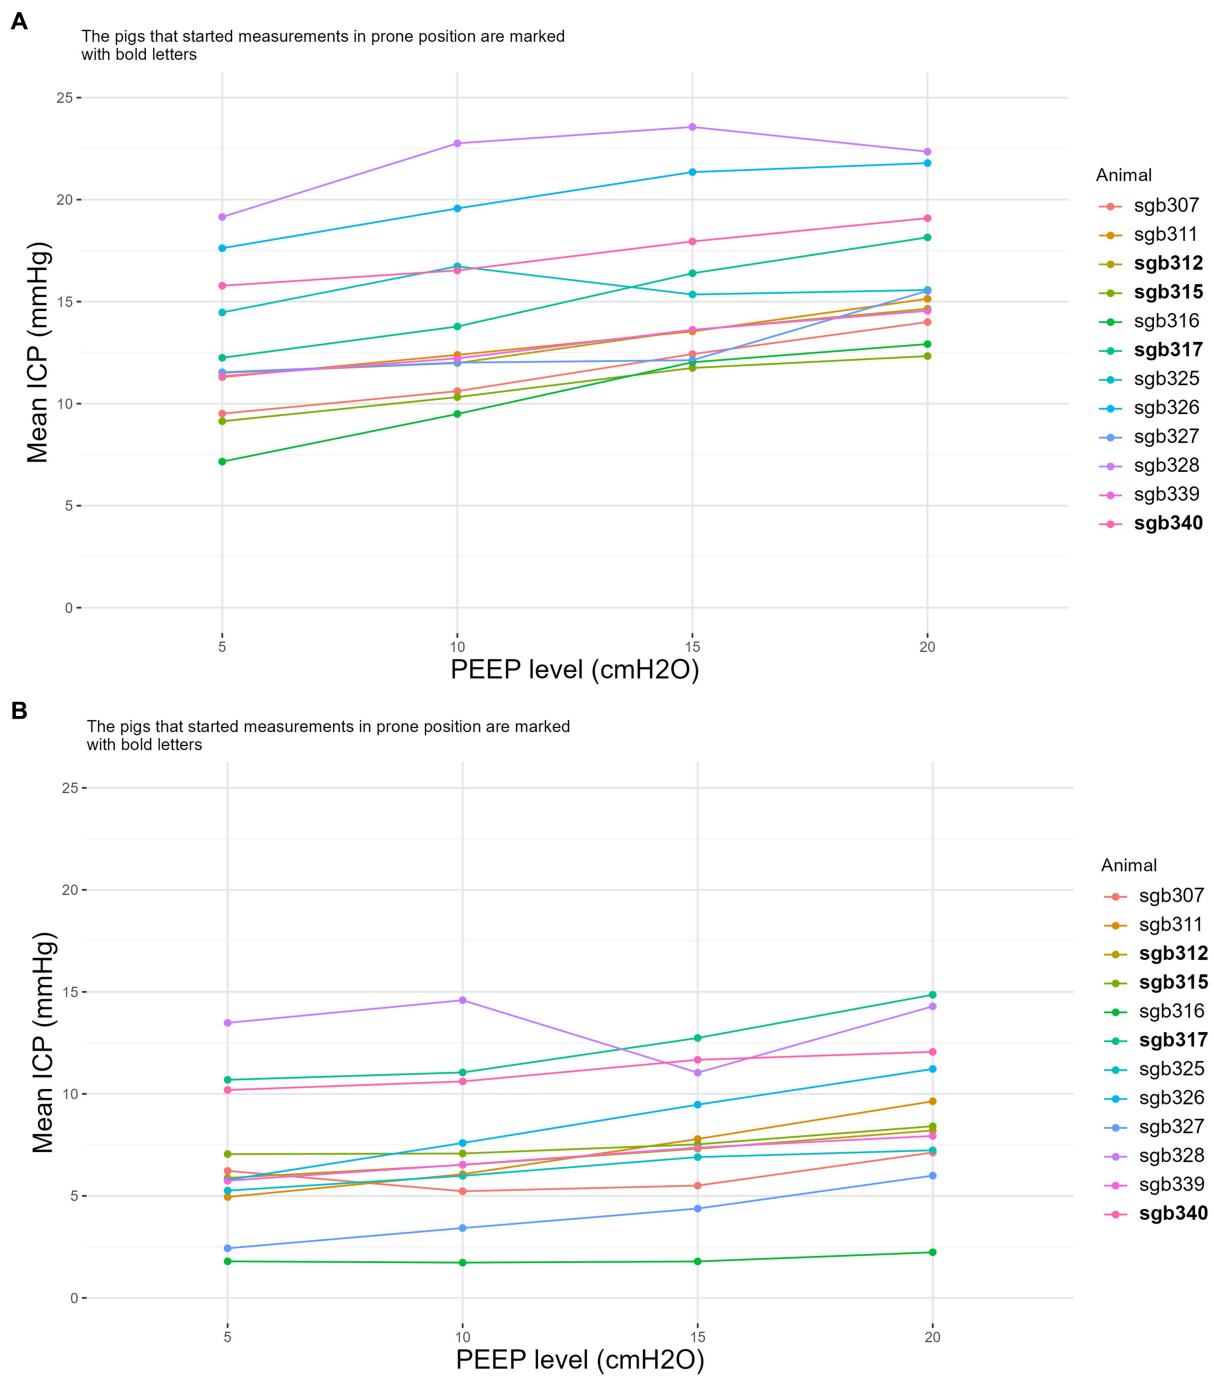 A
The pigs that started measurements in prone position are marked
with bold letters
25
20
15
10
5
0
Mean ICP (mmHg)
5 10 15 20
PEEP level (cmH2O)
Animal
sgb307
sgb311
sgb312
sgb315
sgb316
sgb317
sgb325
sgb326
sgb327
sgb328
sgb339
sgb340
B
The pigs that started measurements in prone position are marked
with bold letters
25
20
15
10
5
0
Mean ICP (mmHg)
5 10 15 20
PEEP level (cmH2O)
Animal
sgb307
sgb311
sgb312
sgb315
sgb316
sgb317
sgb325
sgb326
sgb327
sgb328
sgb339
sgb340